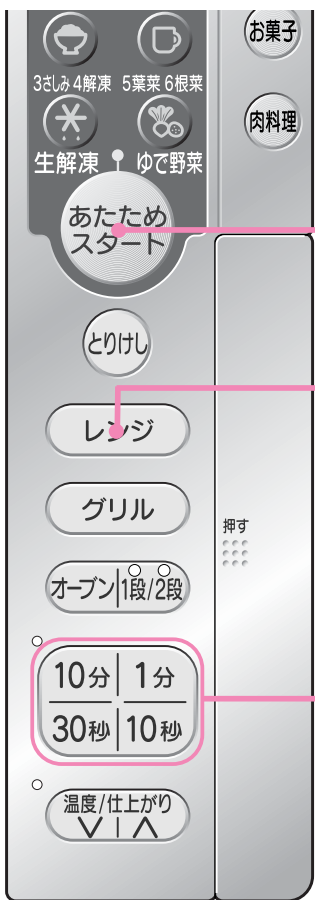 お菓子
3さしみ 4解凍 5葉菜 6根菜
肉料理
生解凍 ゆで野菜
あたため
スタート
とりけし
レンジ
グリル
押す
オーブン 1段/2段
10分 1分
30秒 10秒
温度/仕上がり